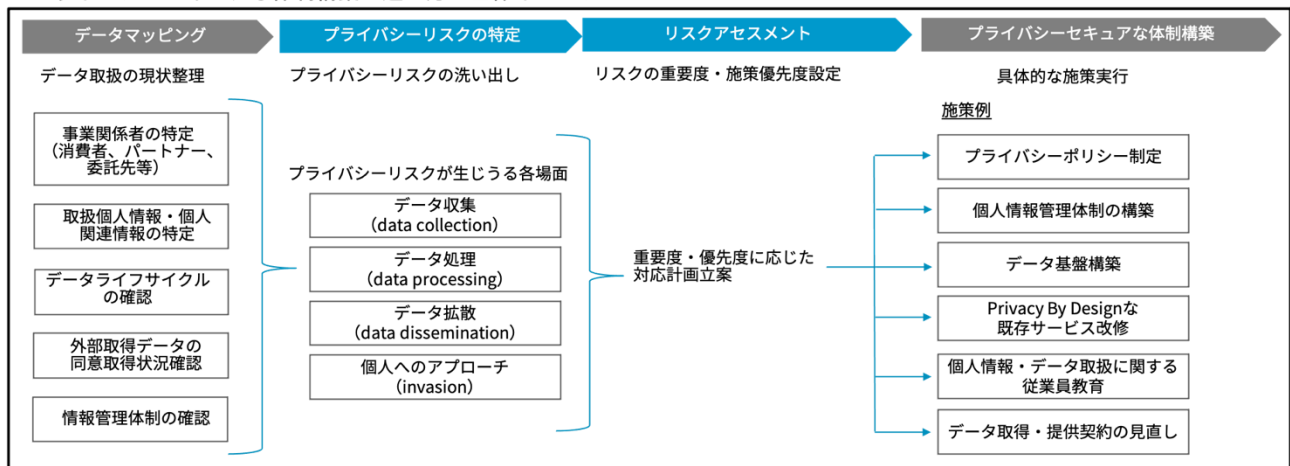 データマッピング
プライバシーリスクの特定
リスクアセスメント
プライバシーセキュアな体制構築
データ取扱の現状整理
プライバシーリスクの洗い出し
リスクの重要度・施策優先度設定
具体的な施策実行
事業関係者の特定
（消費者、パートナー、
委託先等）
取扱個人情報・個人
関連情報の特定
データライフサイクル
の確認
外部取得データの
同意取得状況確認
情報管理体制の確認
プライバシーリスクが生じうる各場面
データ収集
（data collection）
データ処理
（data processing）
データ拡散
（data dissemination）
個人へのアプローチ
（invasion）
重要度・優先度に応じた
対応計画立案
施策例
プライバシーポリシー制定
個人情報管理体制の構築
データ基盤構築
Privacy By Designな
既存サービス改修
個人情報・データ取扱に関する
従業員教育
データ取得・提供契約の見直し